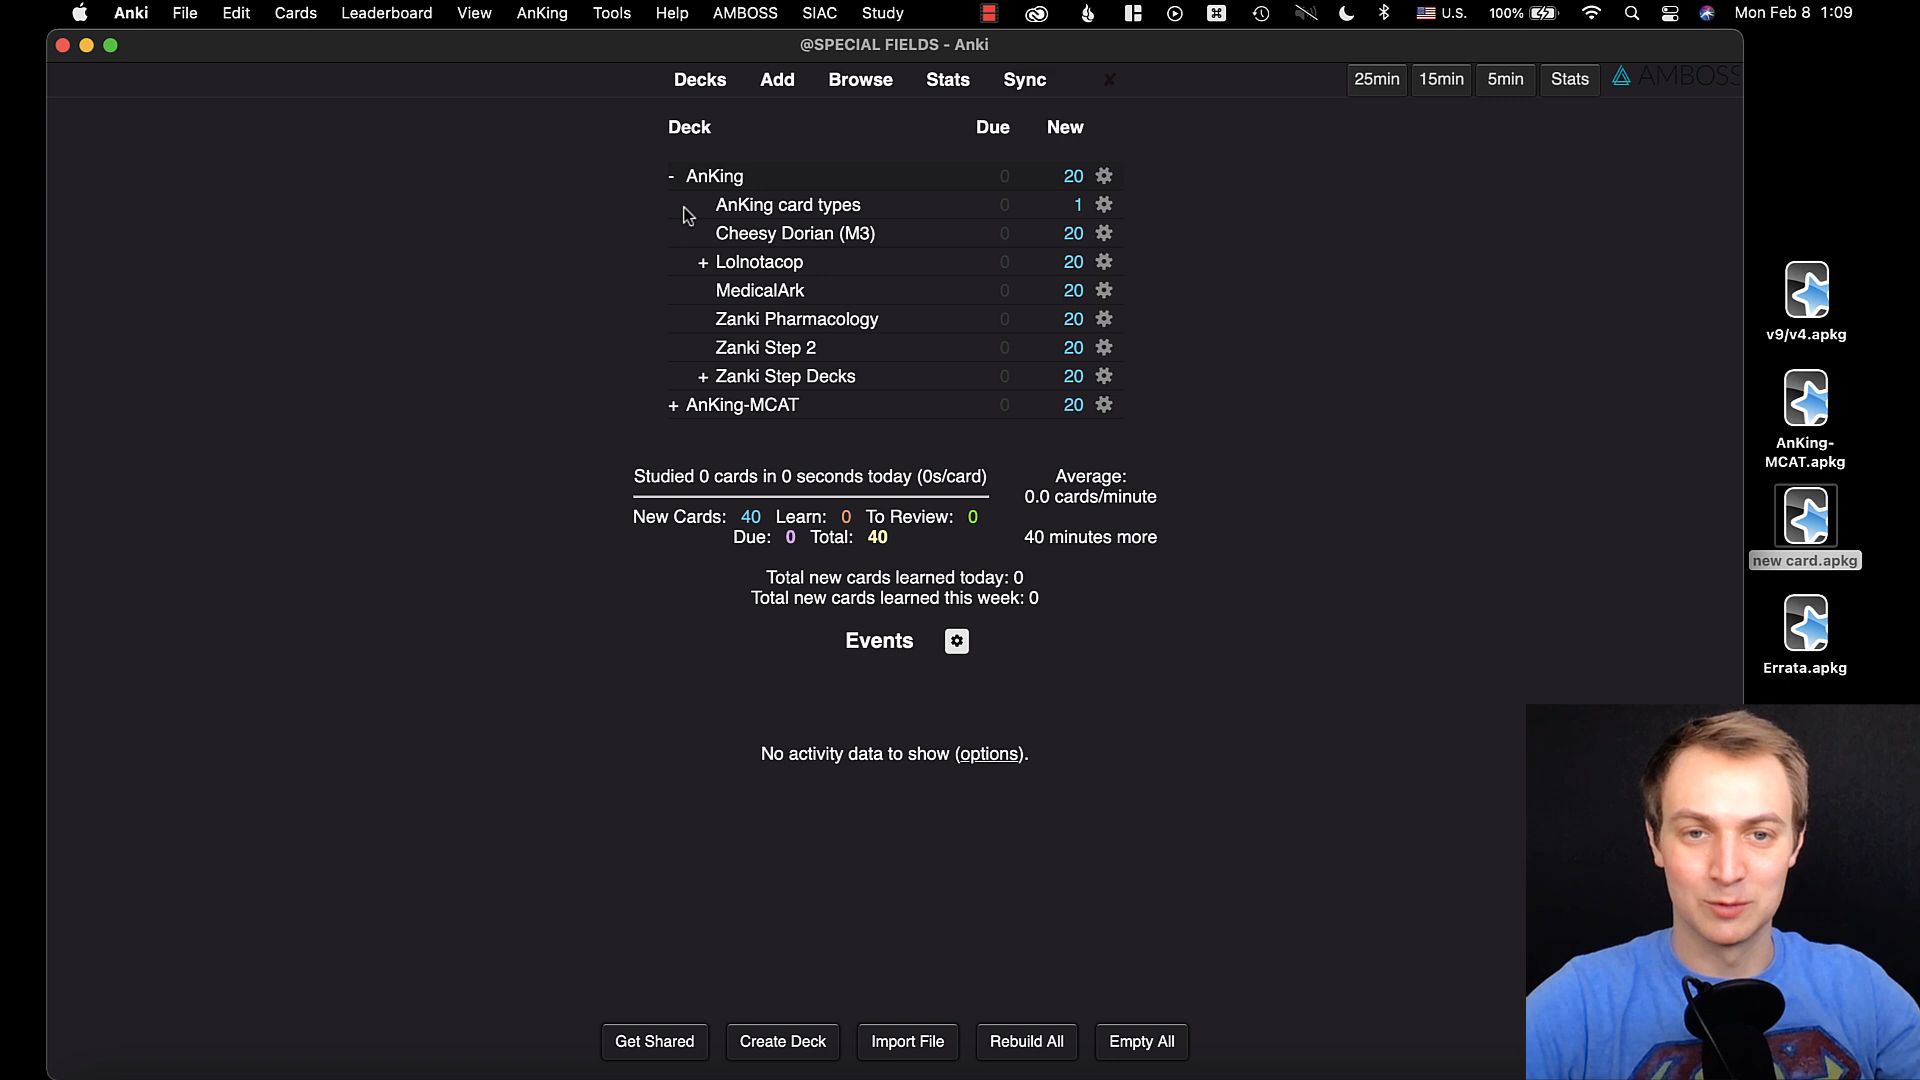 Anki File Edit Cards Leaderboard View AnKing Tools Help AMBOSS SIAC Study U.S. 100% Mon Feb 8 1:09
@SPECIAL FIELDS - Anki
Decks Add Browse Stats Sync ✗ 25min 15min 5min Stats AMBOSS
Deck Due New
- AnKing 0 20
AnKing card types 0 1
Cheesy Dorian (M3) 0 20
+ Lolnotacop 0 20
MedicalArk 0 20
Zanki Pharmacology 0 20
Zanki Step 2 0 20
+ Zanki Step Decks 0 20
+ AnKing-MCAT 0 20
Studied 0 cards in 0 seconds today (0s/card)
New Cards: 40 Learn: 0 To Review: 0
Due: 0 Total: 40
Average:
0.0 cards/minute
40 minutes more
Total new cards learned today: 0
Total new cards learned this week: 0
Events
No activity data to show (options).
Get Shared Create Deck Import File Rebuild All Empty All
v9/v4.apkg
AnKing-
MCAT.apkg
new card.apkg
Errata.apkg